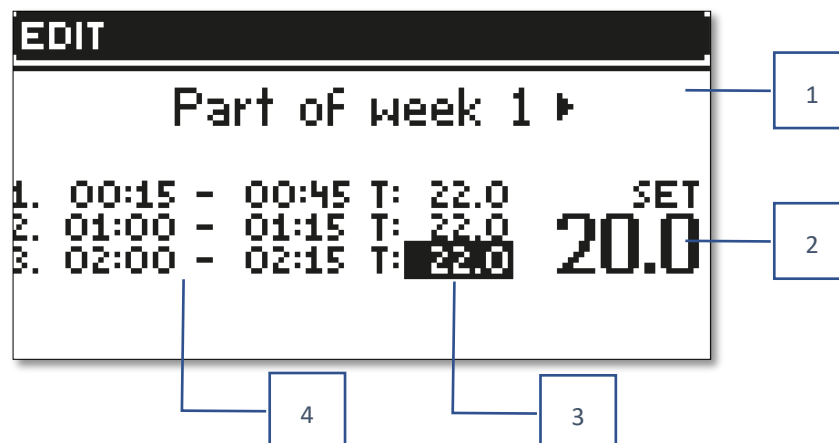 EDIT
Part of week 1
1. 00:15 - 00:45 T: 22.0
2. 01:00 - 01:15 T: 22.0
3. 02:00 - 02:15 T: 22.0
SET
20.0
1
2
3
4